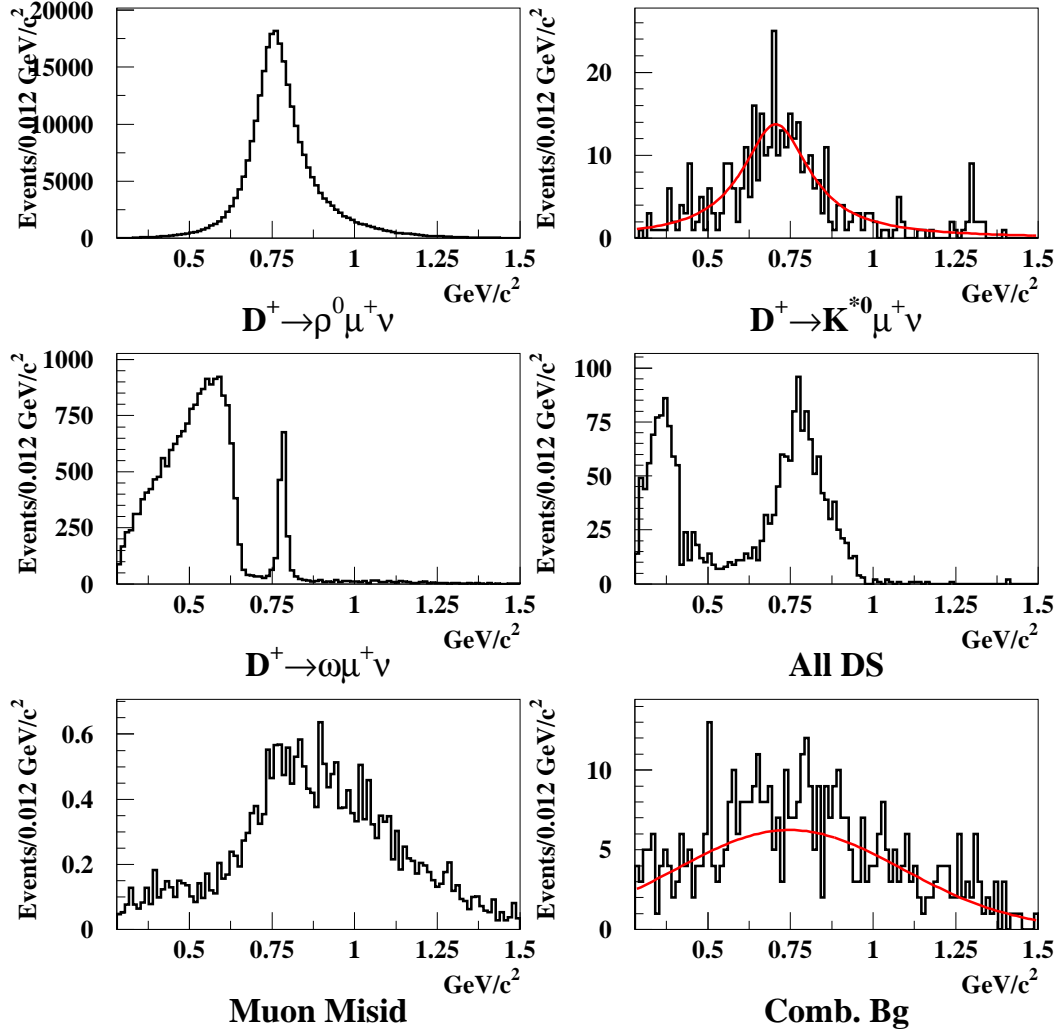 Events/0.012 GeV/c²
20000
15000
10000
5000
0
0.5 0.75 1 1.25 1.5
GeV/c²
D⁺→ρ⁰μ⁺ν
Events/0.012 GeV/c²
20
10
0
0.5 0.75 1 1.25 1.5
GeV/c²
D⁺→K*⁰μ⁺ν
Events/0.012 GeV/c²
1000
750
500
250
0
0.5 0.75 1 1.25 1.5
GeV/c²
D⁺→ωμ⁺ν
Events/0.012 GeV/c²
100
75
50
25
0
0.5 0.75 1 1.25 1.5
GeV/c²
All DS
Events/0.012 GeV/c²
0.6
0.4
0.2
0
0.5 0.75 1 1.25 1.5
GeV/c²
Muon Misid
Events/0.012 GeV/c²
10
5
0
0.5 0.75 1 1.25 1.5
GeV/c²
Comb. Bg